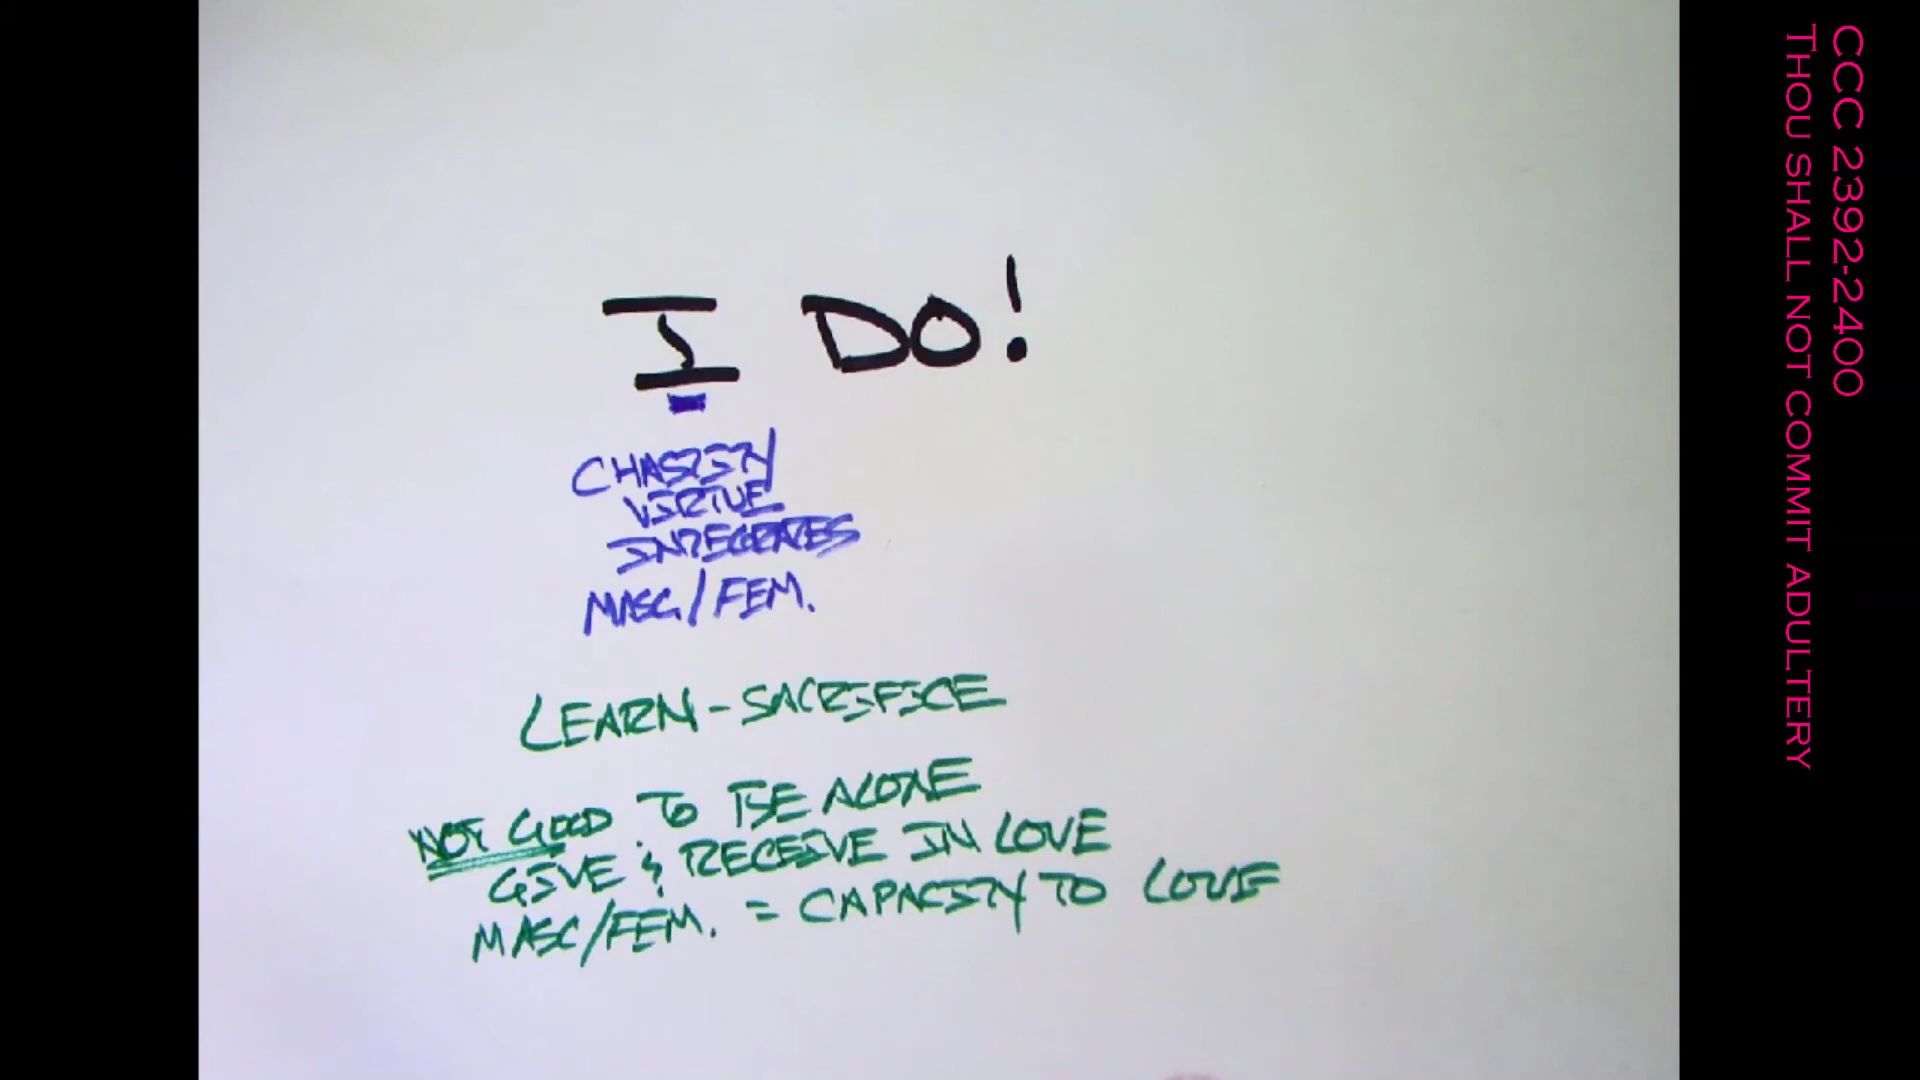 I DO!
CHASTITY
VIRTUE
INTEGRATES
MASC/FEM.
LEARN - SACRIFICE
NOT GOOD TO BE ALONE
GIVE & RECEIVE IN LOVE
MASC/FEM. = CAPACITY TO LOVE
CCC 2392-2400
THOU SHALL NOT COMMIT ADULTERY